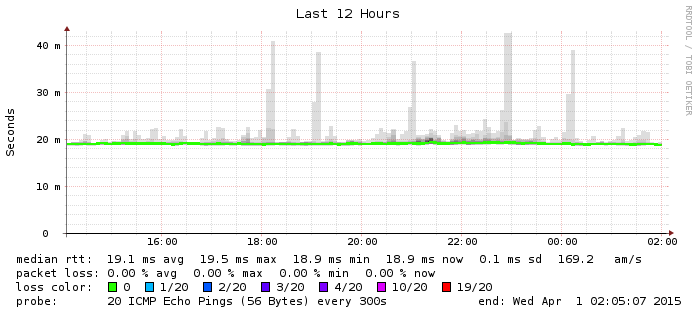 Last 12 Hours
RRDTOOL / TOBI OETIKER
Seconds
40 m
30 m
20 m
10 m
0
16:00 18:00 20:00 22:00 00:00 02:00
median rtt: 19.1 ms avg 19.5 ms max 18.9 ms min 18.9 ms now 0.1 ms sd 169.2 am/s
packet loss: 0.00 % avg 0.00 % max 0.00 % min 0.00 % now
loss color: 0 1/20 2/20 3/20 4/20 10/20 19/20
probe: 20 ICMP Echo Pings (56 Bytes) every 300s end: Wed Apr 1 02:05:07 2015